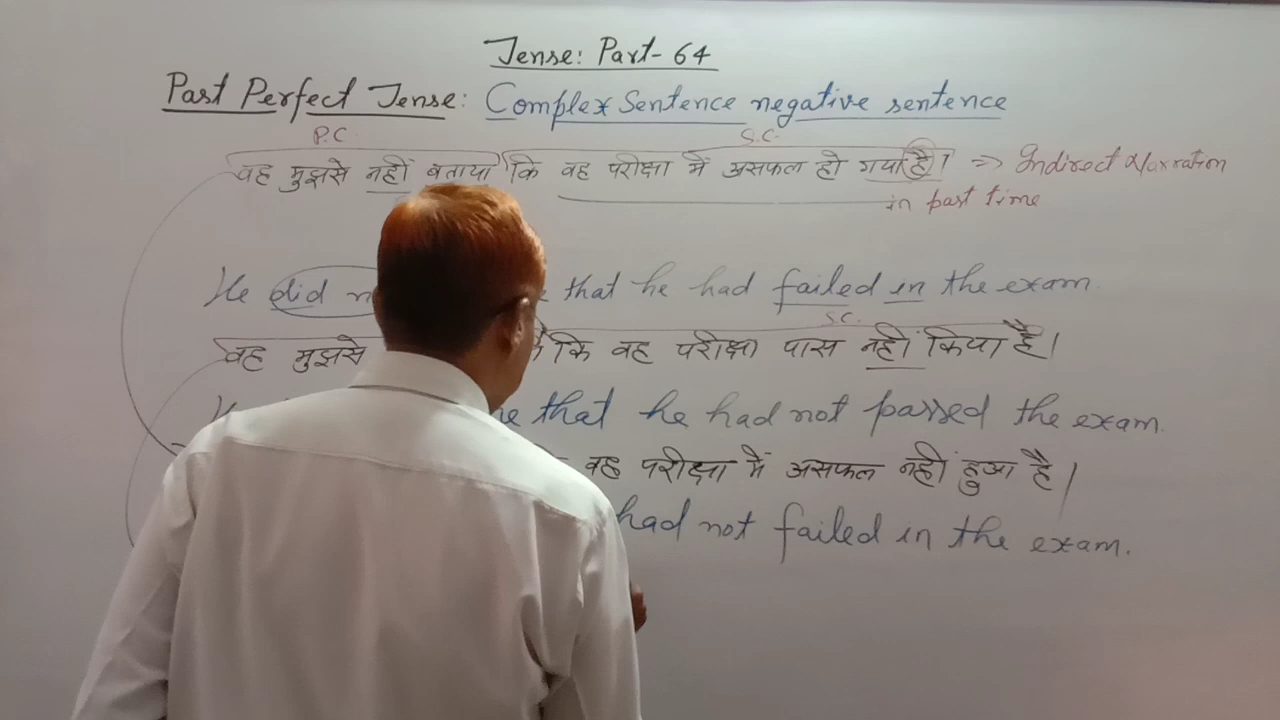 Tense: Part-64
Past Perfect Tense: Complex Sentence negative sentence
P.C. S.C.
वह मुझसे नहीं बताया कि वह परीक्षा में असफल हो गया है। => Indirect Narration
in past time
He did that he had failed in the exam.
S.C.
वह मुझसे कि वह परीक्षा पास नहीं किया है।
that he had not passed the exam.
वह परीक्षा में असफल नहीं हुआ है।
had not failed in the exam.